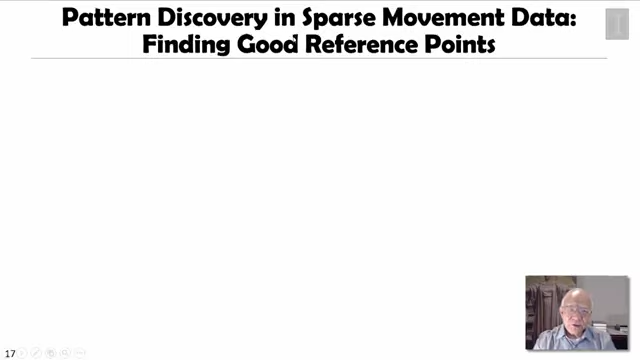 Pattern Discovery in Sparse Movement Data:
Finding Good Reference Points
17